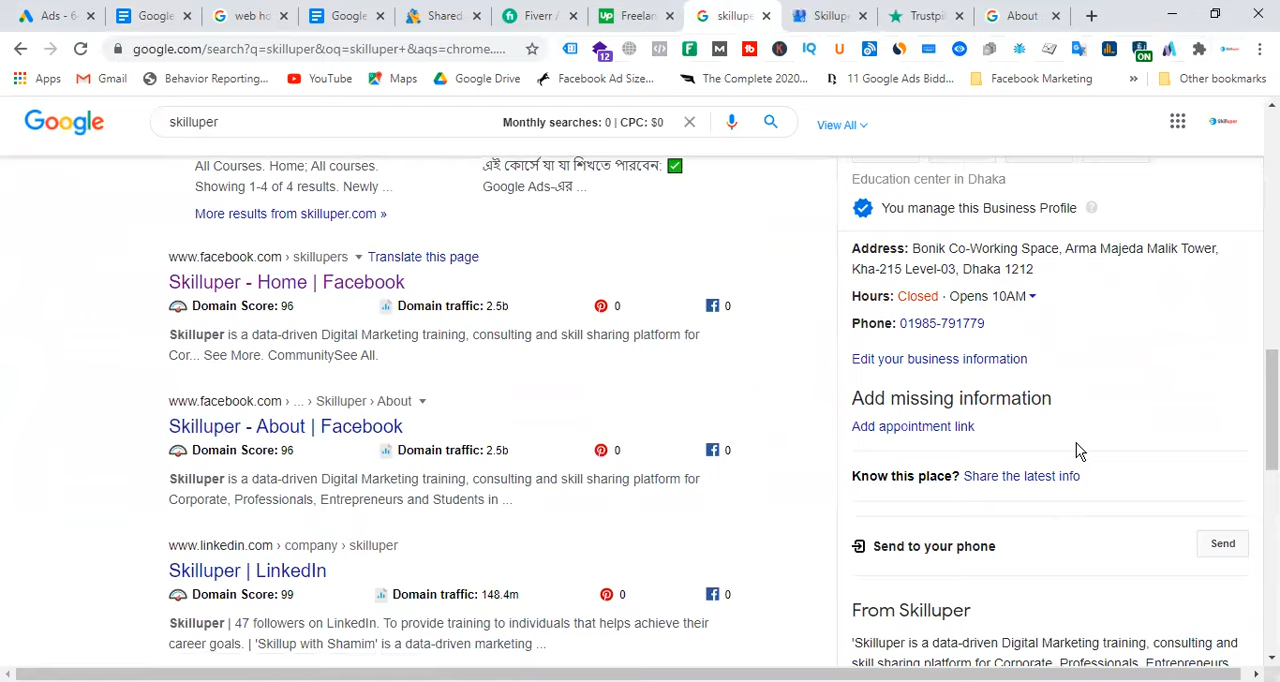 Ads - 6
Google
web ho
Google
Shared
Fiverr /
Freelan
skillupe
Skillup
Trustpil
About
google.com/search?q=skilluper&oq=skilluper+&aqs=chrome....
12
ON
Apps
Gmail
Behavior Reporting...
YouTube
Maps
Google Drive
Facebook Ad Size...
The Complete 2020...
11 Google Ads Bidd...
Facebook Marketing
»
Other bookmarks
Google
skilluper
Monthly searches: 0 | CPC: $0
View All
Skilluper
All Courses. Home; All courses.
Showing 1-4 of 4 results. Newly ...
এই কোর্সে যা যা শিখতে পারবেন: ✅
Google Ads-এর ...
More results from skilluper.com »
www.facebook.com › skillupers
Translate this page
Skilluper - Home | Facebook
Domain Score: 96
Domain traffic: 2.5b
0
0
Skilluper is a data-driven Digital Marketing training, consulting and skill sharing platform for
Cor... See More. CommunitySee All.
www.facebook.com › ... › Skilluper › About
Skilluper - About | Facebook
Domain Score: 96
Domain traffic: 2.5b
0
0
Skilluper is a data-driven Digital Marketing training, consulting and skill sharing platform for
Corporate, Professionals, Entrepreneurs and Students in ...
www.linkedin.com › company › skilluper
Skilluper | LinkedIn
Domain Score: 99
Domain traffic: 148.4m
0
0
Skilluper | 47 followers on LinkedIn. To provide training to individuals that helps achieve their
career goals. | 'Skillup with Shamim' is a data-driven marketing ...
Education center in Dhaka
You manage this Business Profile
Address: Bonik Co-Working Space, Arma Majeda Malik Tower,
Kha-215 Level-03, Dhaka 1212
Hours: Closed · Opens 10AM
Phone: 01985-791779
Edit your business information
Add missing information
Add appointment link
Know this place? Share the latest info
Send to your phone
Send
From Skilluper
'Skilluper is a data-driven Digital Marketing training, consulting and
skill sharing platform for Corporate, Professionals, Entrepreneurs